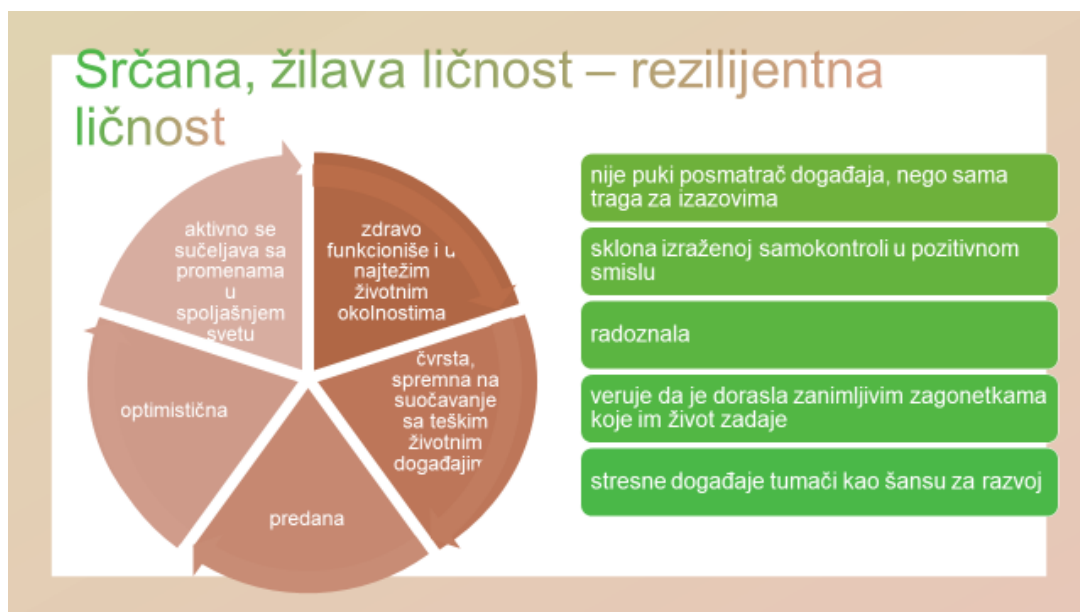 Srčana, žilava ličnost – rezilijentna
ličnost
zdravo
funkcioniše i u
najtežim
životnim
okolnostima
čvrsta,
spremna na
suočavanje
sa teškim
životnim
događajim
predana
optimistična
aktivno se
sučeljava sa
promenama
u
spoljašnjem
svetu
nije puki posmatrač događaja, nego sama
traga za izazovima
sklona izraženoj samokontroli u pozitivnom
smislu
radoznala
veruje da je dorasla zanimljivim zagonetkama
koje im život zadaje
stresne događaje tumači kao šansu za razvoj